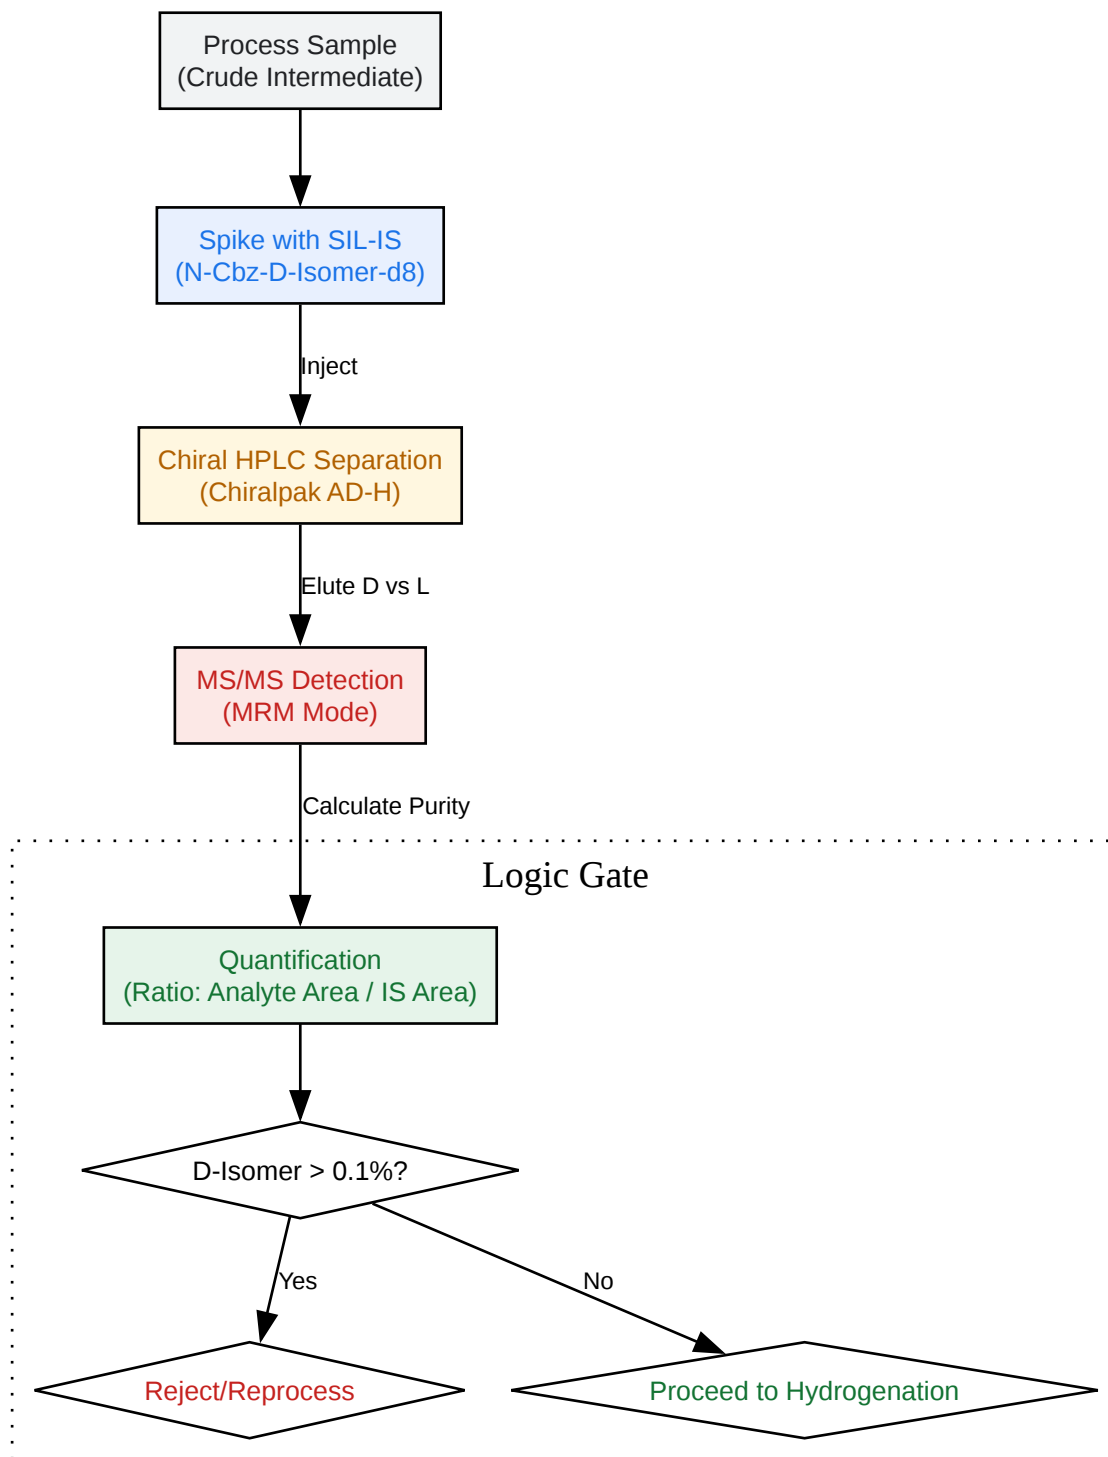 Process Sample
(Crude Intermediate)
Spike with SIL-IS
(N-Cbz-D-Isomer-d8)
Inject
Chiral HPLC Separation
(Chiralpak AD-H)
Elute D vs L
MS/MS Detection
(MRM Mode)
Calculate Purity
Logic Gate
Quantification
(Ratio: Analyte Area / IS Area)
D-Isomer > 0.1%?
Yes
No
Reject/Reprocess
Proceed to Hydrogenation